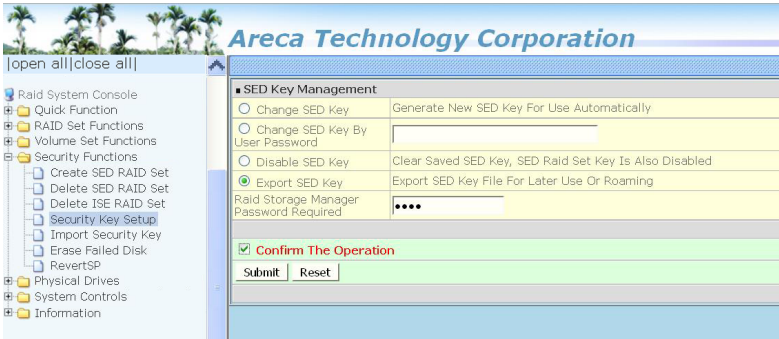 Areca Technology Corporation
|open all|close all|
Raid System Console
Quick Function
RAID Set Functions
Volume Set Functions
Security Functions
Create SED RAID Set
Delete SED RAID Set
Delete ISE RAID Set
Security Key Setup
Import Security Key
Erase Failed Disk
RevertSP
Physical Drives
System Controls
Information
SED Key Management
Change SED Key Generate New SED Key For Use Automatically
Change SED Key By
User Password
Disable SED Key Clear Saved SED Key, SED Raid Set Key Is Also Disabled
Export SED Key Export SED Key File For Later Use Or Roaming
Raid Storage Manager
Password Required ••••
Confirm The Operation
Submit Reset